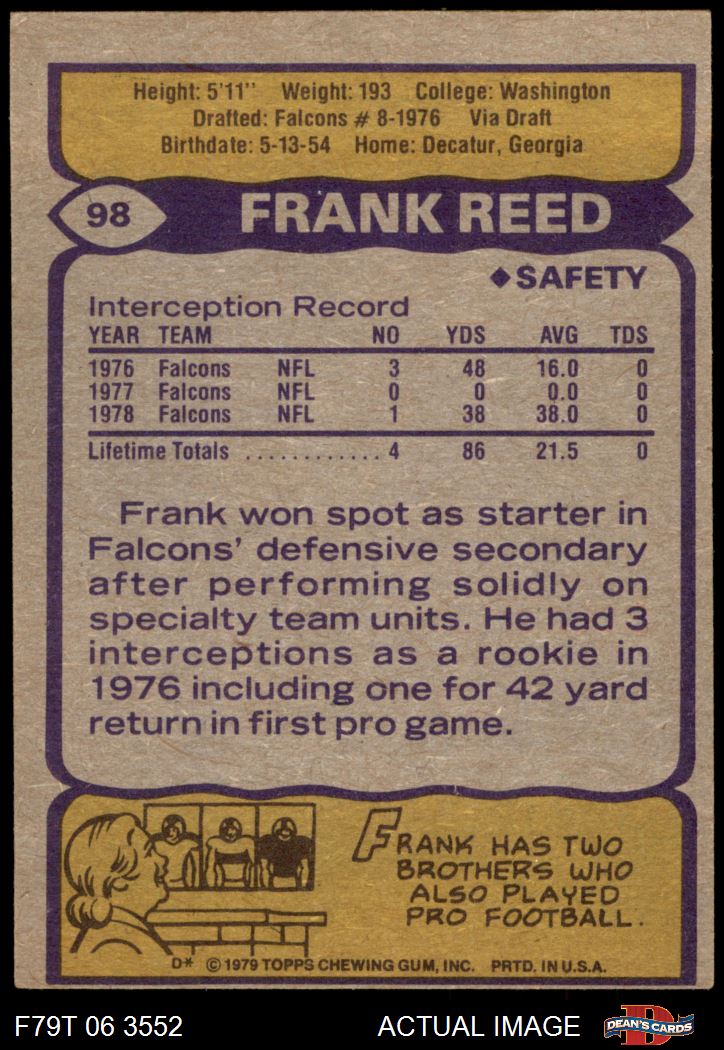 Height: 5'11" Weight: 193 College: Washington
Drafted: Falcons # 8-1976 Via Draft
Birthdate: 5-13-54 Home: Decatur, Georgia
98 FRANK REED
◆SAFETY
Interception Record
YEAR TEAM NO YDS AVG TDS
1976 Falcons NFL 3 48 16.0 0
1977 Falcons NFL 0 0 0.0 0
1978 Falcons NFL 1 38 38.0 0
Lifetime Totals ............ 4 86 21.5 0
Frank won spot as starter in
Falcons' defensive secondary
after performing solidly on
specialty team units. He had 3
interceptions as a rookie in
1976 including one for 42 yard
return in first pro game.
FRANK HAS TWO
BROTHERS WHO
ALSO PLAYED
PRO FOOTBALL.
D* © 1979 TOPPS CHEWING GUM, INC. PRTD. IN U.S.A.
F79T 06 3552 ACTUAL IMAGE D DEAN'S CARDS